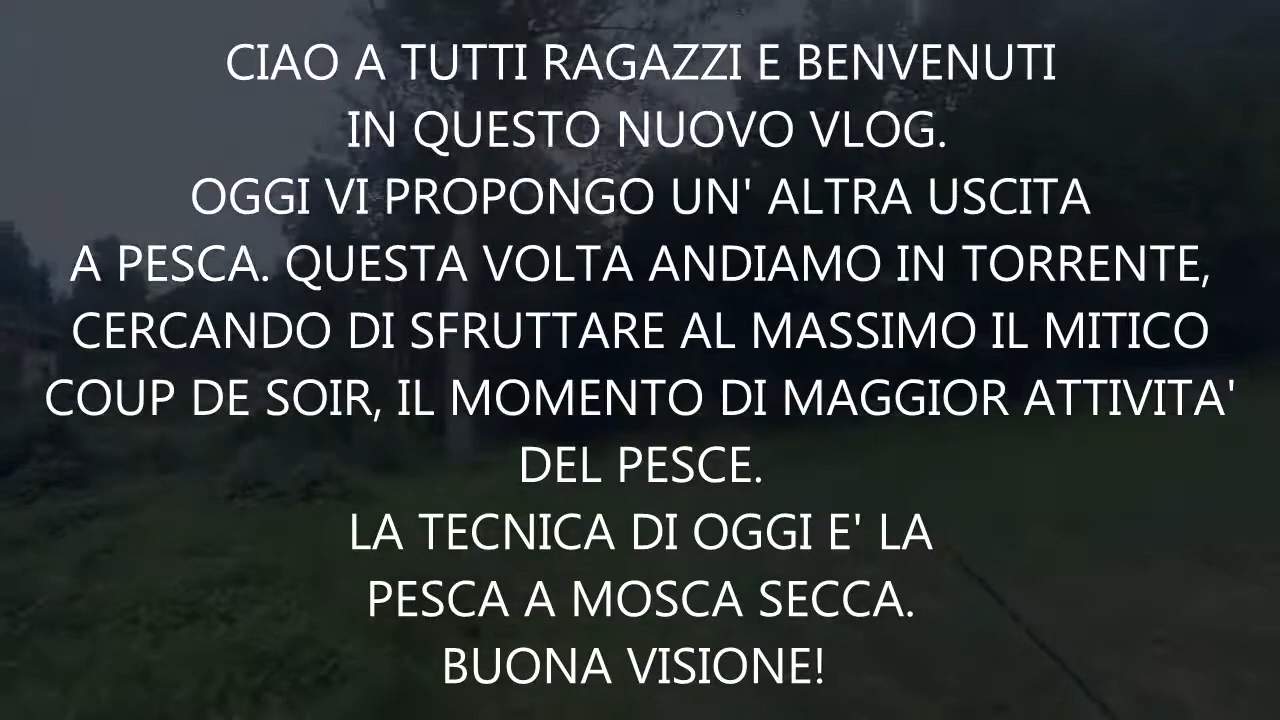 CIAO A TUTTI RAGAZZI E BENVENUTI
IN QUESTO NUOVO VLOG.
OGGI VI PROPONGO UN' ALTRA USCITA
A PESCA. QUESTA VOLTA ANDIAMO IN TORRENTE,
CERCANDO DI SFRUTTARE AL MASSIMO IL MITICO
COUP DE SOIR, IL MOMENTO DI MAGGIOR ATTIVITA'
DEL PESCE.
LA TECNICA DI OGGI E' LA
PESCA A MOSCA SECCA.
BUONA VISIONE!